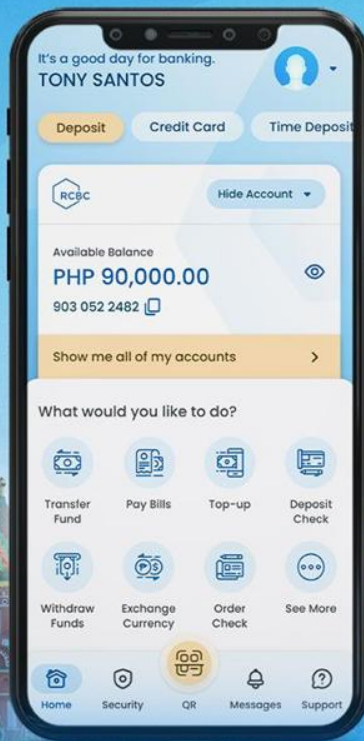 It's a good day for banking.
TONY SANTOS
Deposit
Credit Card
Time Deposit
RCBC
Hide Account
Available Balance
PHP 90,000.00
903 052 2482
Show me all of my accounts
What would you like to do?
Transfer Fund
Pay Bills
Top-up
Deposit Check
Withdraw Funds
Exchange Currency
Order Check
See More
Home
Security
QR
Messages
Support